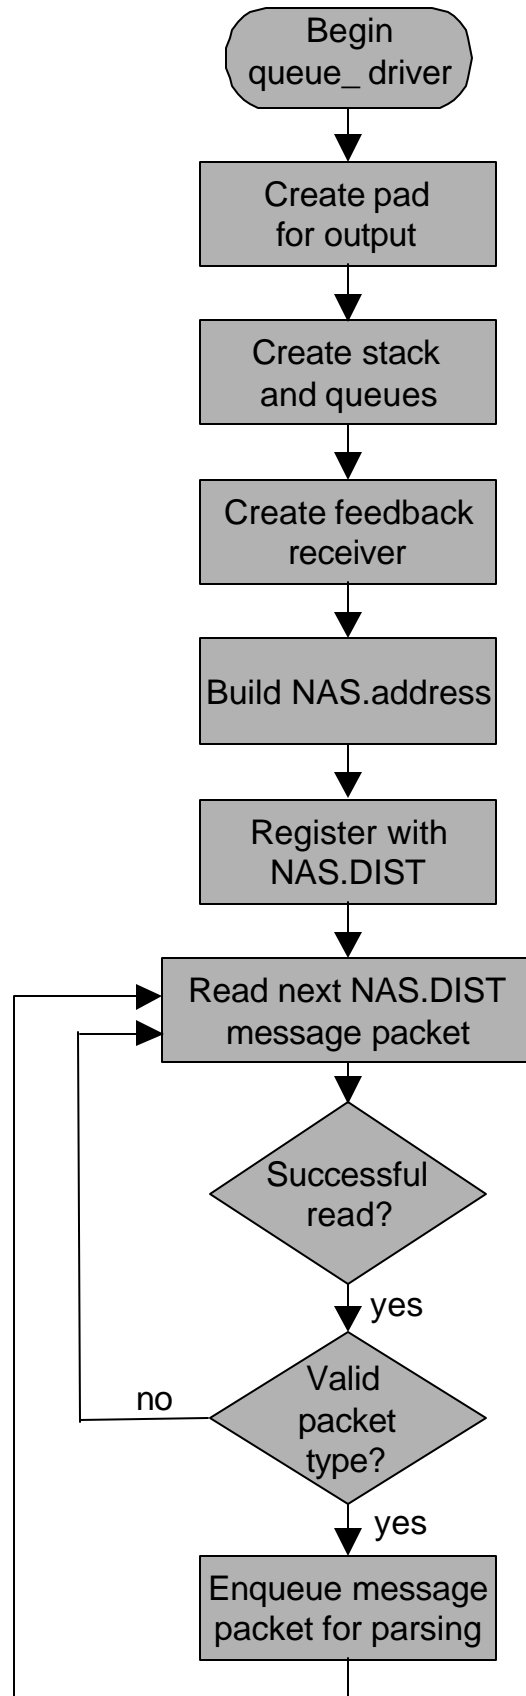 Begin
queue_ driver
Create pad
for output
Create stack
and queues
Create feedback
receiver
Build NAS.address
Register with
NAS.DIST
Read next NAS.DIST
message packet
Successful
read?
yes
Valid
packet
type?
no
yes
Enqueue message
packet for parsing